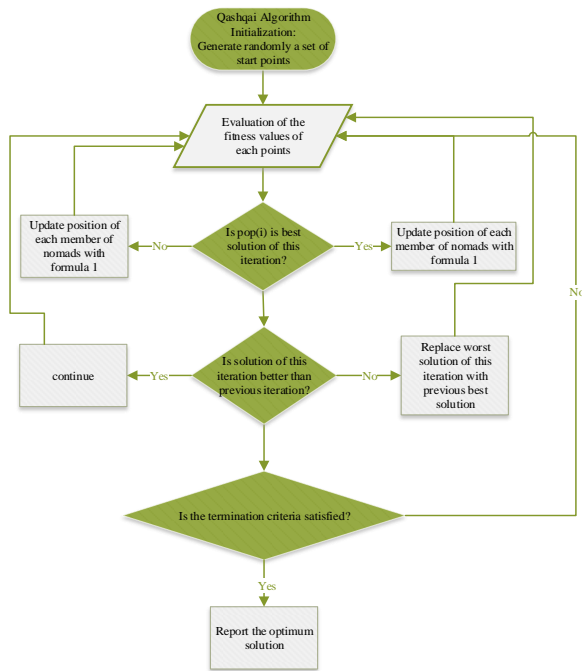 Qashqai Algorithm
Initialization:
Generate randomly a set of
start points
Evaluation of the
fitness values of
each points
Update position of
each member of
nomads with
formula 1
No
Is pop(i) is best
solution of this
iteration?
Yes
Update position of each
member of nomads with
formula 1
No
continue
Yes
Is solution of this
iteration better than
previous iteration?
No
Replace worst
solution of this
iteration with
previous best
solution
Is the termination criteria satisfied?
Yes
Report the optimum
solution